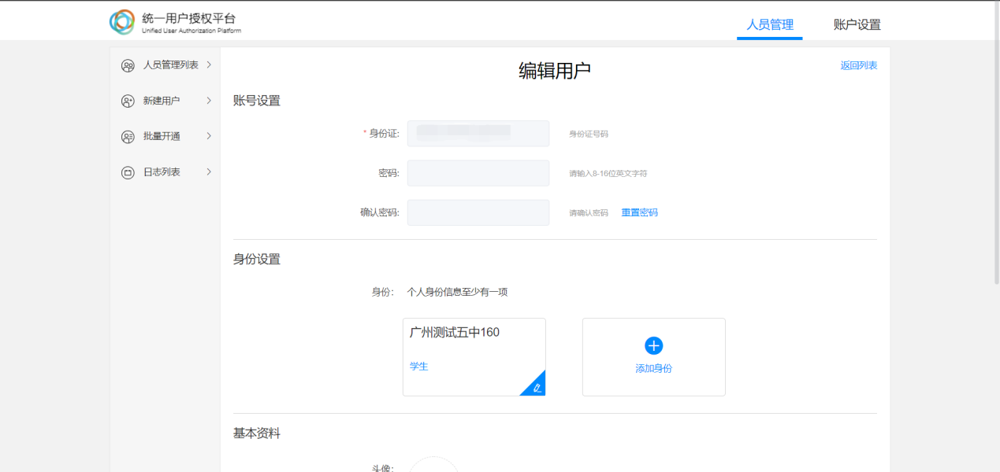 统一用户授权平台
Unified User Authorization Platform
人员管理 账户设置
人员管理列表
新建用户
批量开通
日志列表
编辑用户
返回列表
账号设置
* 身份证: 身份证号码
密码: 请输入8-16位英文字符
确认密码: 请确认密码 重置密码
身份设置
身份: 个人身份信息至少有一项
广州测试五中160
学生
添加身份
基本资料
头像: